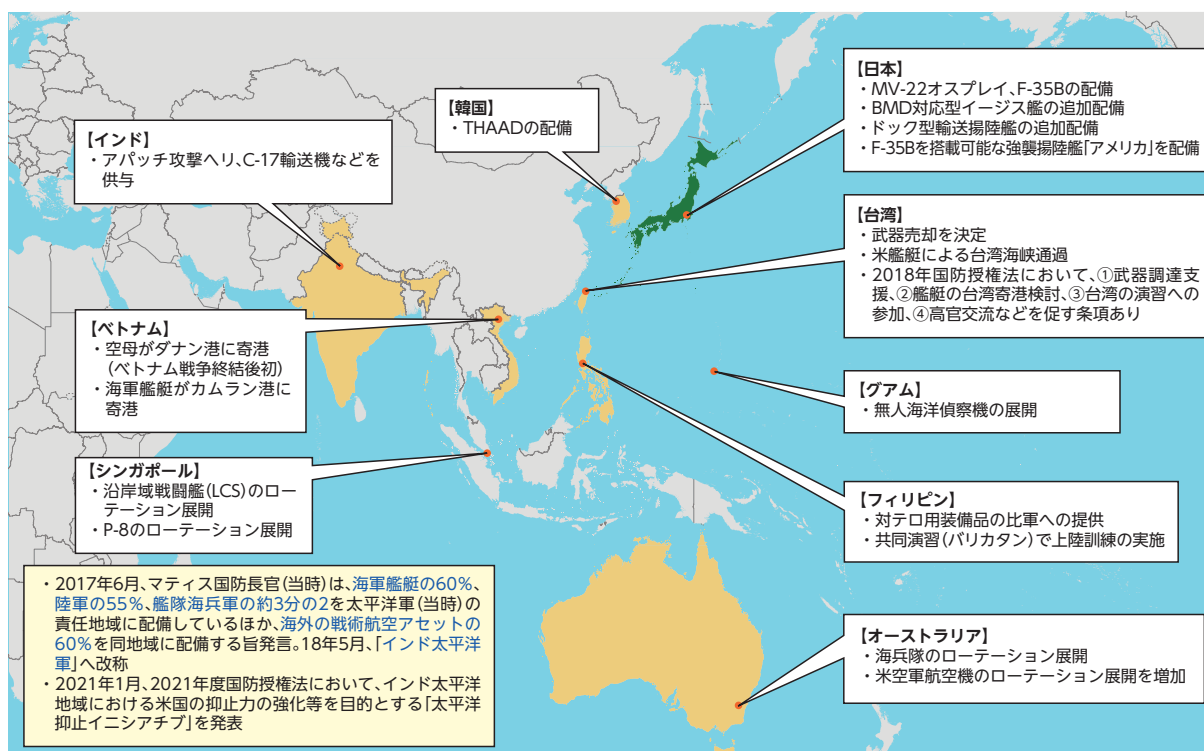 【日本】
・MV-22オスプレイ、F-35Bの配備
・BMD対応型イージス艦の追加配備
・ドック型輸送揚陸艦の追加配備
・F-35Bを搭載可能な強襲揚陸艦「アメリカ」を配備
【韓国】
・THAADの配備
【インド】
・アパッチ攻撃ヘリ、C-17輸送機などを
供与
【台湾】
・武器売却を決定
・米艦艇による台湾海峡通過
・2018年国防授権法において、①武器調達支
援、②艦艇の台湾寄港検討、③台湾の演習への
参加、④高官交流などを促す条項あり
【ベトナム】
・空母がダナン港に寄港
(ベトナム戦争終結後初)
・海軍艦艇がカムラン港に
寄港
【グアム】
・無人海洋偵察機の展開
【シンガポール】
・沿岸域戦闘艦(LCS)のロー
テーション展開
・P-8のローテーション展開
【フィリピン】
・対テロ用装備品の比軍への提供
・共同演習(バリカタン)で上陸訓練の実施
・2017年6月、マティス国防長官(当時)は、海軍艦艇の60%、
陸軍の55%、艦隊海兵軍の約3分の2を太平洋軍(当時)の
責任地域に配備しているほか、海外の戦術航空アセットの
60%を同地域に配備する旨発言。18年5月、「インド太平洋
軍」へ改称
・2021年1月、2021年度国防授権法において、インド太平洋
地域における米国の抑止力の強化等を目的とする「太平洋
抑止イニシアチブ」を発表
【オーストラリア】
・海兵隊のローテーション展開
・米空軍航空機のローテーション展開を増加